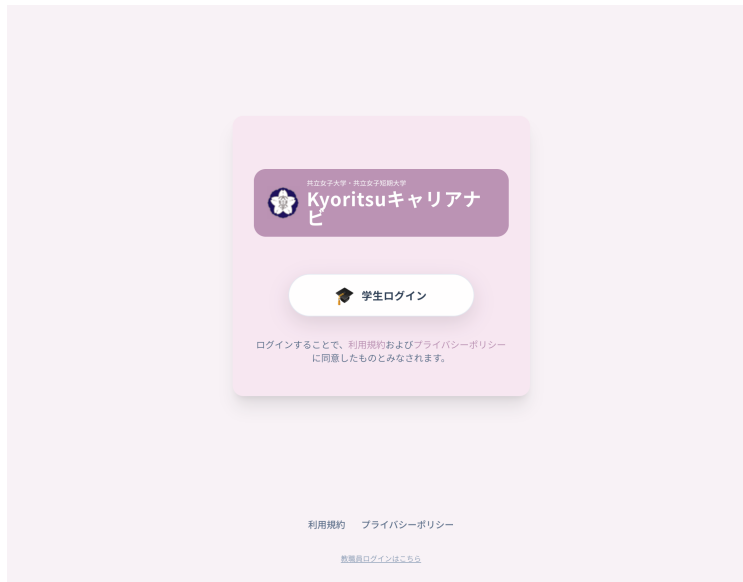 共立女子大学・共立女子短期大学
Kyoritsuキャリアナ
ビ
学生ログイン
ログインすることで、利用規約およびプライバシーポリシー
に同意したものとみなされます。
利用規約 プライバシーポリシー
教職員ログインはこちら